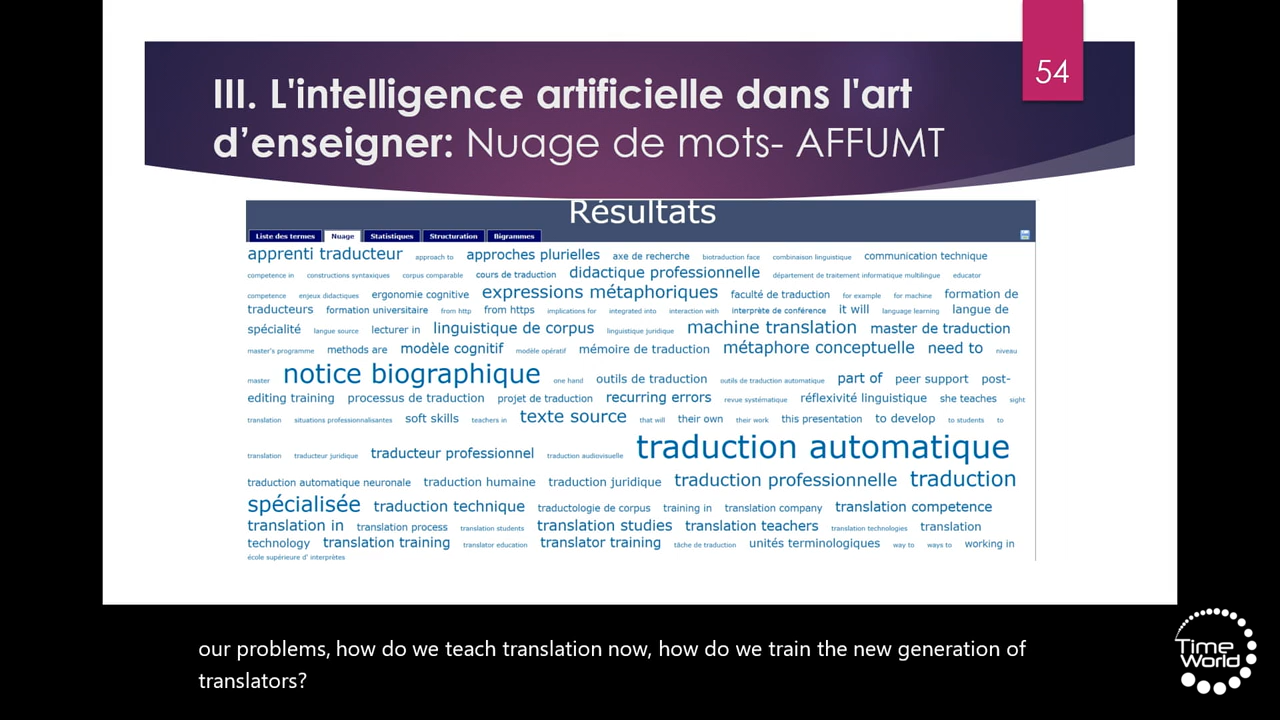 54
III. L'intelligence artificielle dans l'art
d’enseigner: Nuage de mots- AFFUMT
Résultats
Liste des termes Nuage Statistiques Structuration Bigrammes
apprenti traducteur approach to approches plurielles axe de recherche biotraduction face combinaison linguistique communication technique
competence in constructions syntaxiques corpus comparable cours de traduction didactique professionnelle département de traitement informatique multilingue educator
competence enjeux didactiques ergonomie cognitive expressions métaphoriques faculté de traduction for example for machine formation de
traducteurs formation universitaire from http from https implications for integrated into interaction with interprète de conférence it will language learning langue de
spécialité langue source lecturer in linguistique de corpus linguistique juridique machine translation master de traduction
master's programme methods are modèle cognitif modèle opératif mémoire de traduction métaphore conceptuelle need to niveau
master notice biographique one hand outils de traduction outils de traduction automatique part of peer support post-
editing training processus de traduction projet de traduction recurring errors revue systématique réflexivité linguistique she teaches sight
translation situations professionnalisantes soft skills teachers in texte source that will their own their work this presentation to develop to students to
translation traducteur juridique traducteur professionnel traduction audiovisuelle traduction automatique
traduction automatique neuronale traduction humaine traduction juridique traduction professionnelle traduction
spécialisée traduction technique traductologie de corpus training in translation company translation competence
translation in translation process translation students translation studies translation teachers translation technologies translation
technology translation training translator education translator training tâche de traduction unités terminologiques way to ways to working in
école supérieure d' interprètes
our problems, how do we teach translation now, how do we train the new generation of
translators?
Time
World